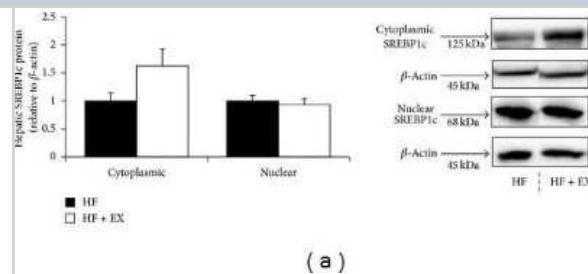 Hepatic SREBP1c protein
(relative to β-actin)
2.5
2
1.5
1
0.5
0
Cytoplasmic
Nuclear
HF
HF + EX
Cytoplasmic
SREBP1c
125 kDa
β-Actin
45 kDa
Nuclear
SREBP1c
68 kDa
β-Actin
45 kDa
HF
HF + EX
(a)